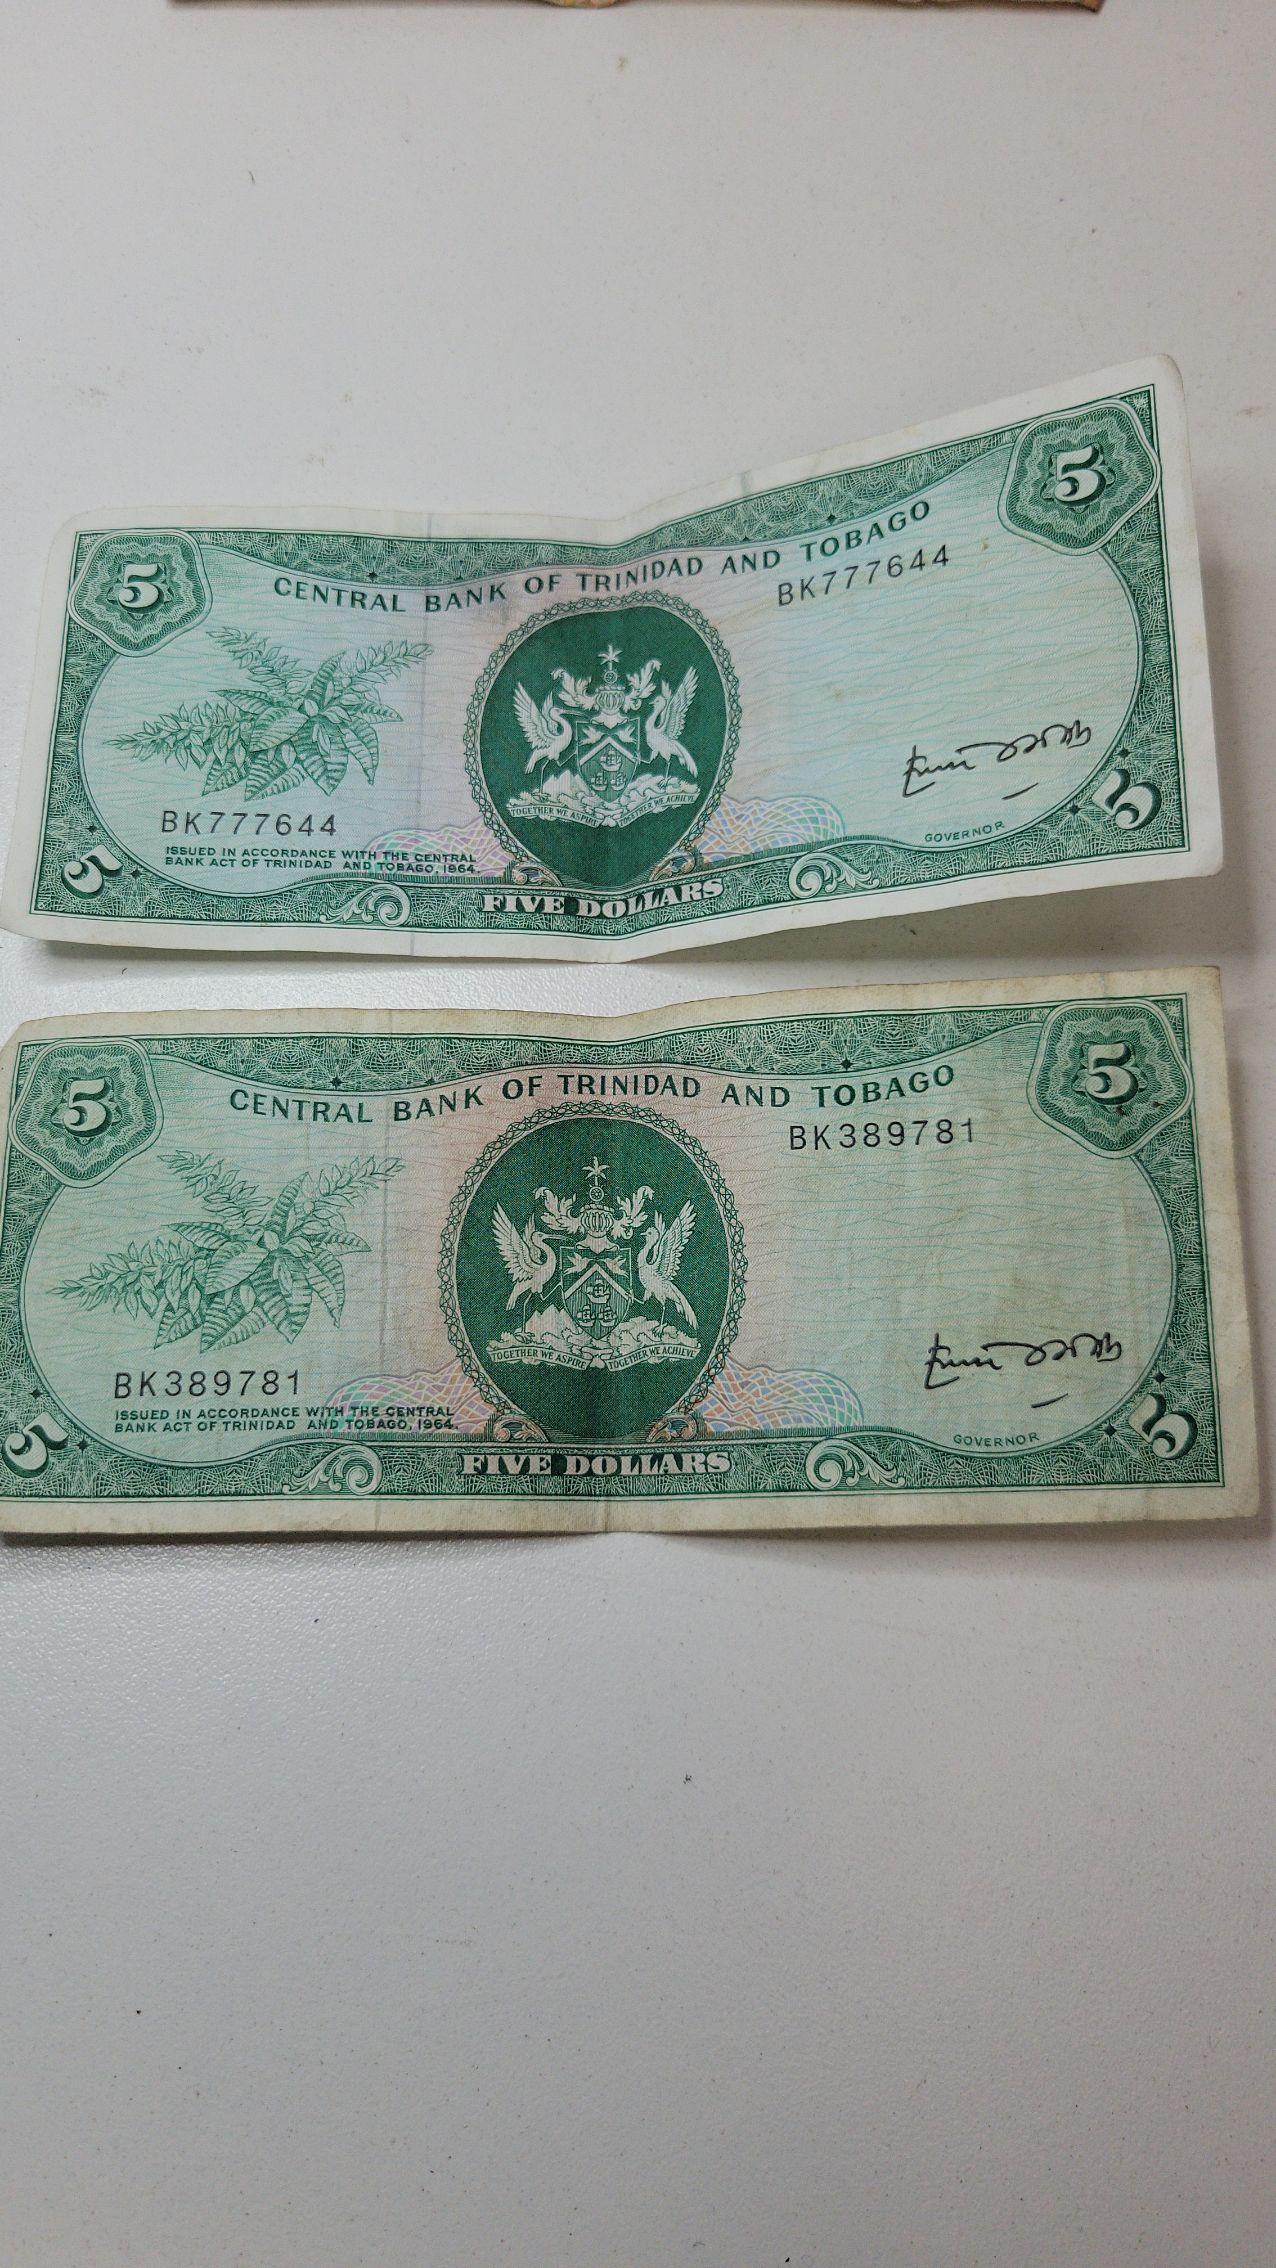 5
5
CENTRAL BANK OF TRINIDAD AND TOBAGO
BK777644
TOGETHER WE ASPIRE TOGETHER WE ACHIEVE
BK777644
ISSUED IN ACCORDANCE WITH THE CENTRAL
BANK ACT OF TRINIDAD AND TOBAGO, 1964.
GOVERNOR
5
5
FIVE DOLLARS
5
5
CENTRAL BANK OF TRINIDAD AND TOBAGO
BK389781
TOGETHER WE ASPIRE TOGETHER WE ACHIEVE
BK389781
ISSUED IN ACCORDANCE WITH THE CENTRAL
BANK ACT OF TRINIDAD AND TOBAGO, 1964.
GOVERNOR
5
5
FIVE DOLLARS